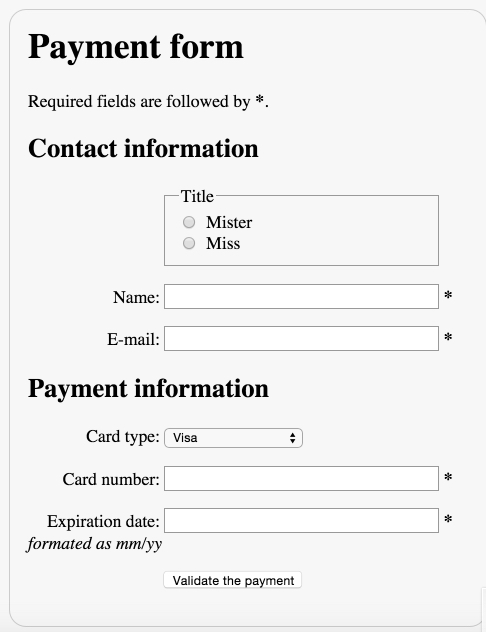 Payment form
Required fields are followed by *.
Contact information
Title
Mister
Miss
Name: *
E-mail: *
Payment information
Card type: Visa
Card number: *
Expiration date: *
formated as mm/yy
Validate the payment